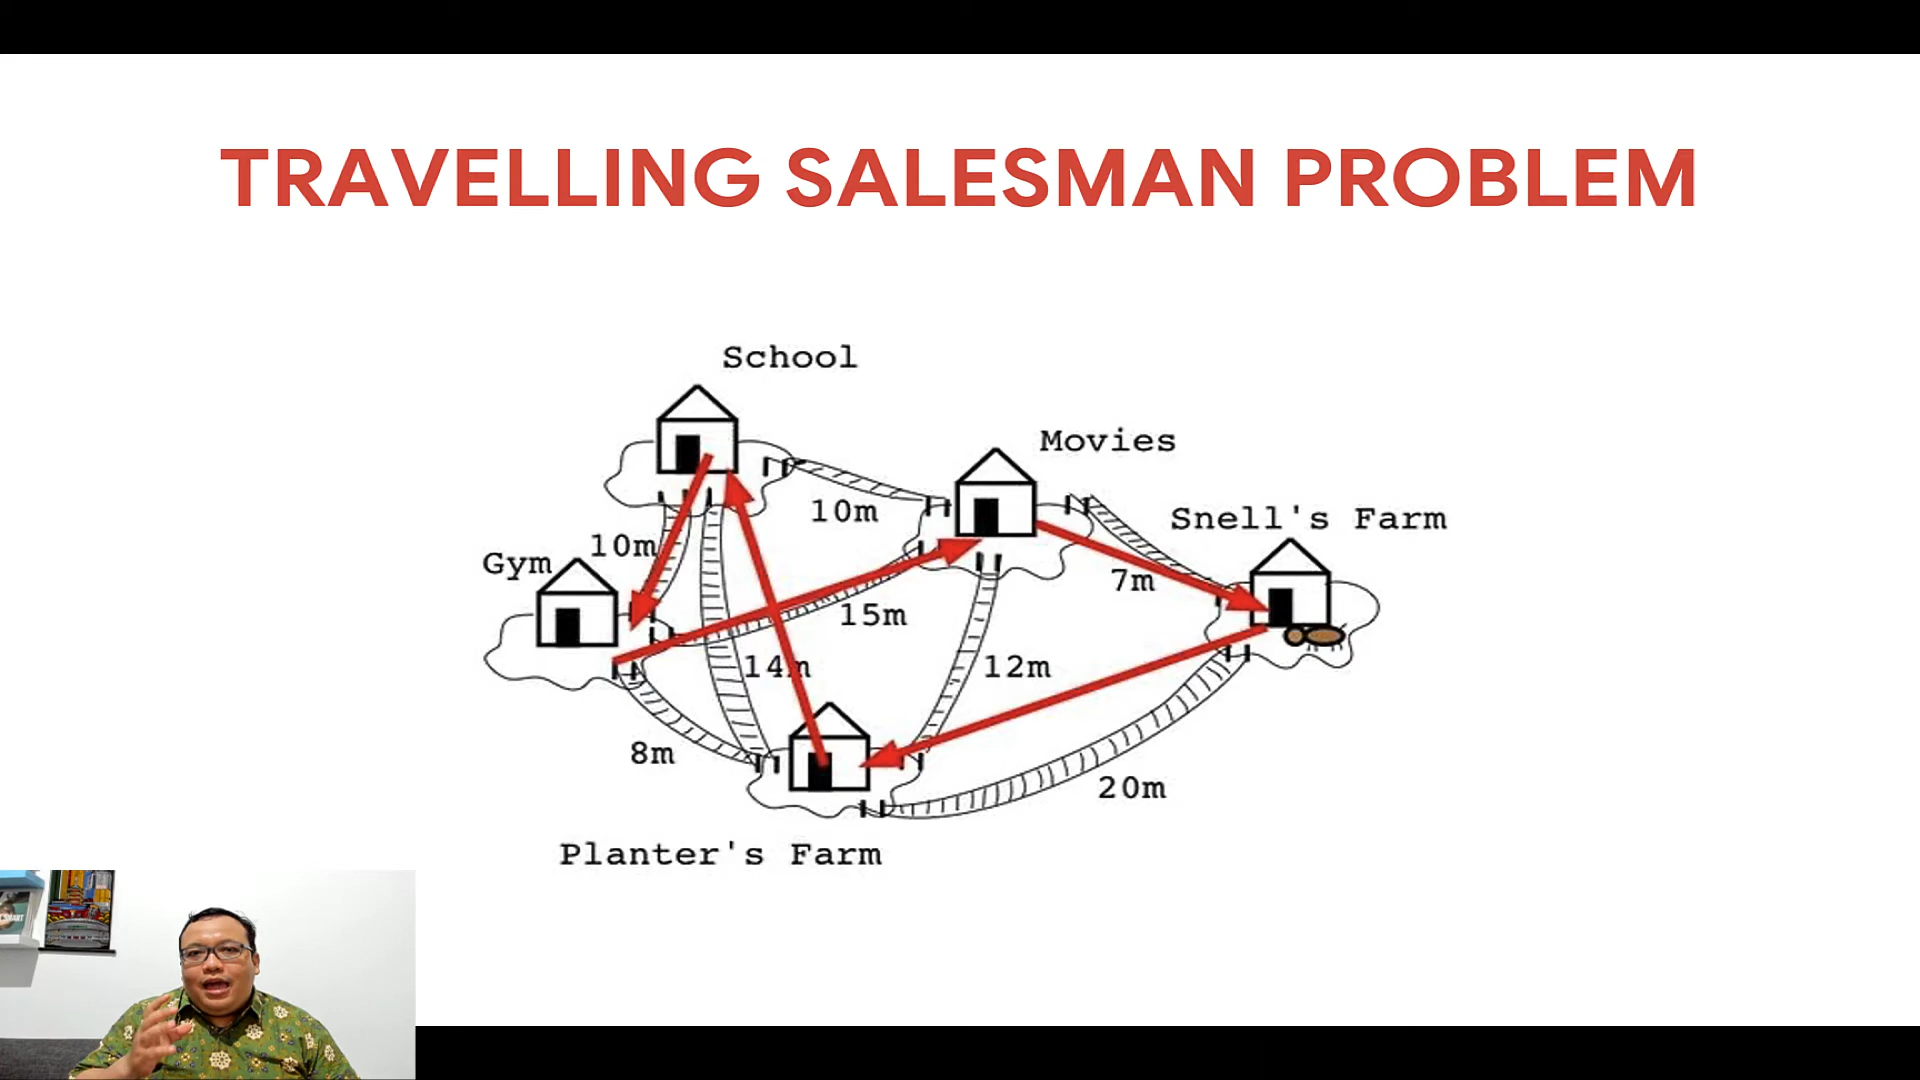 TRAVELLING SALESMAN PROBLEM
School
Movies
10m
Snell's Farm
10m
Gym
7m
15m
14m
12m
8m
20m
Planter's Farm